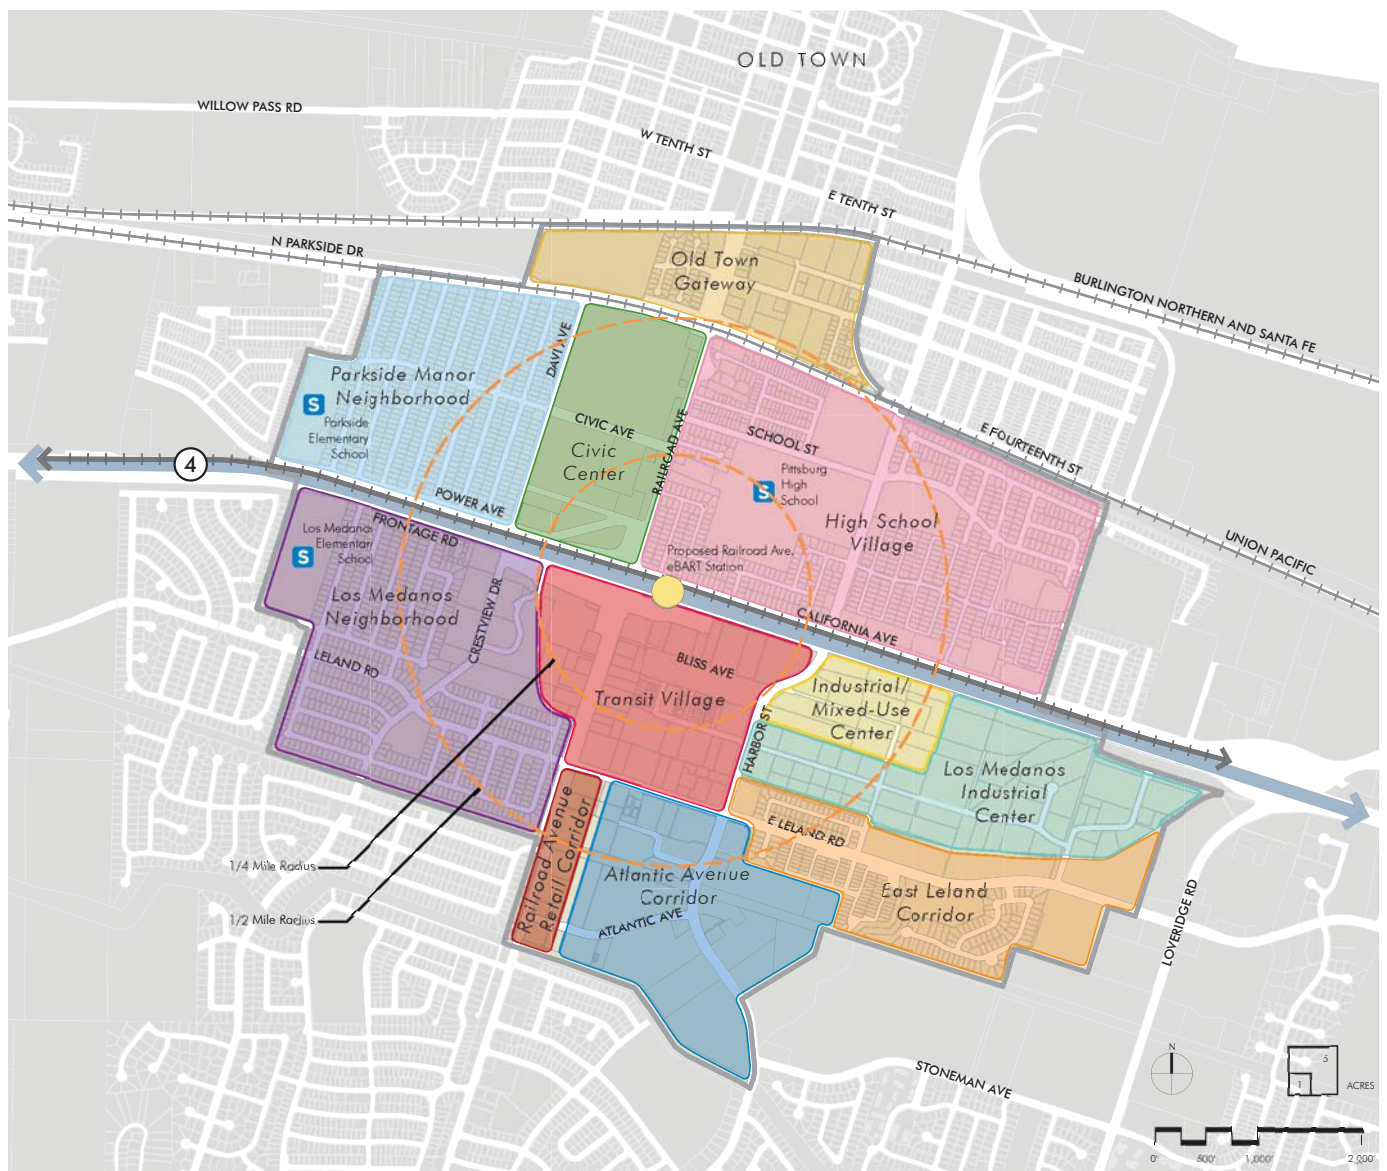 OLD TOWN
WILLOW PASS RD
W TENTH ST
E TENTH ST
N PARKSIDE DR
Old Town
Gateway
BURLINGTON NORTHERN AND SANTA FE
DAVI AVE
Parkside Manor
Neighborhood
S
Parkside
Elementary
School
CIVIC AVE
Civic
Center
RAILROAD AVE
SCHOOL ST
E FOURTEENTH ST
S
Pittsburg
High
School
High School
Village
4
POWER AVE
FRONTAGE RD
UNION PACIFIC
Los Medanos
Elementary
School
S
Proposed Railroad Ave.
eBART Station
Los Medanos
Neighborhood
CRESTVIEW DR
CALIFORNIA AVE
LELAND RD
BLISS AVE
Transit Village
Industrial/
Mixed-Use
Center
HARBOR ST
Los Medanos
Industrial
Center
E LELAND RD
Railroad Avenue
Retail Corridor
1/4 Mile Radius
Atlantic Avenue
Corridor
East Leland
Corridor
1/2 Mile Radius
ATLANTIC AVE
LOVERIDGE RD
STONEMAN AVE
N
5
1
ACRES
0'
500'
1,000'
2,000'